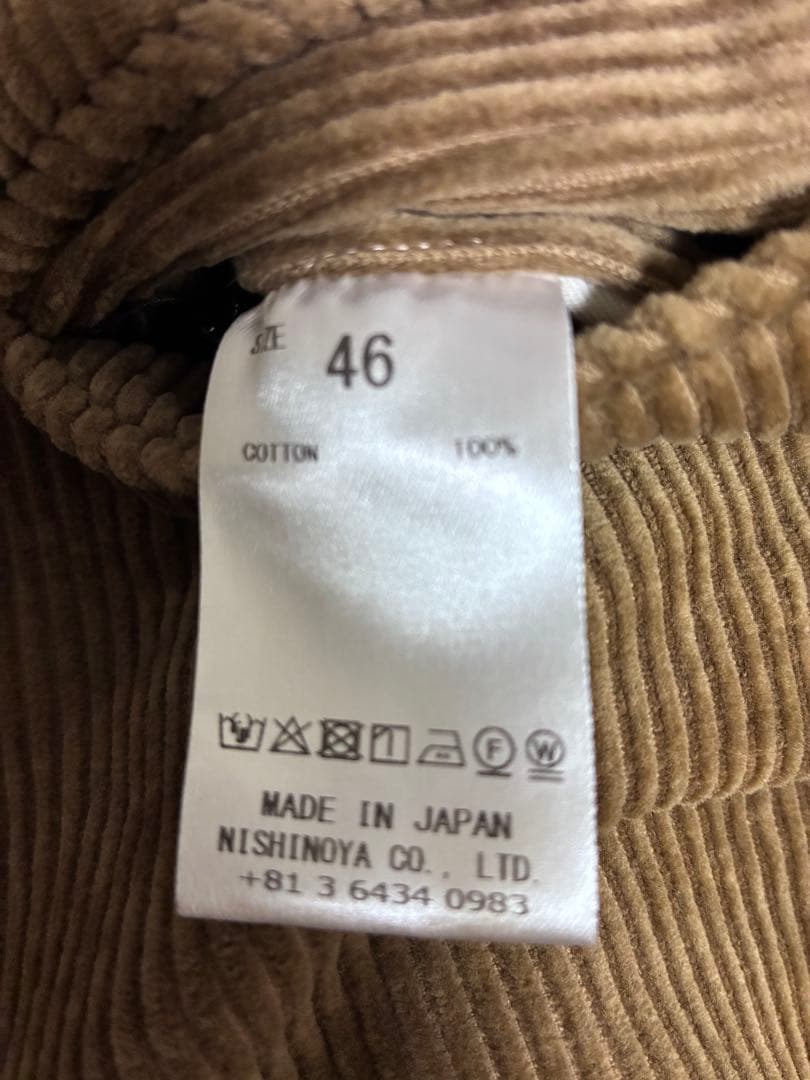 SIZE 46
COTTON 100%
F W
MADE IN JAPAN
NISHINOYA CO., LTD.
+81 3 6434 0983